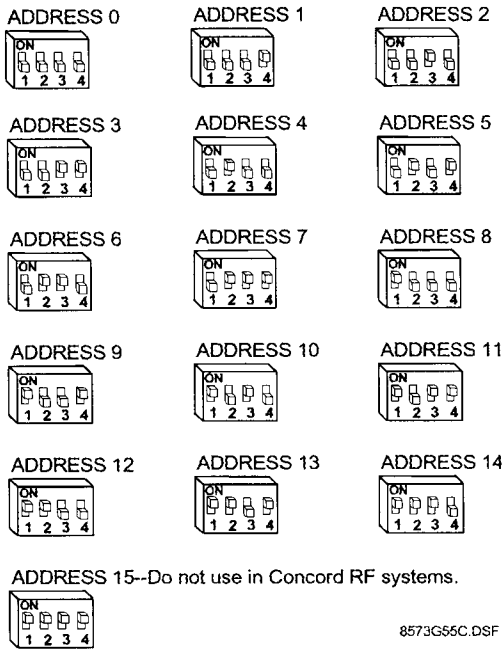 ADDRESS 0 ADDRESS 1 ADDRESS 2
ON ON ON
1 2 3 4 1 2 3 4 1 2 3 4
ADDRESS 3 ADDRESS 4 ADDRESS 5
ON ON ON
1 2 3 4 1 2 3 4 1 2 3 4
ADDRESS 6 ADDRESS 7 ADDRESS 8
ON ON ON
1 2 3 4 1 2 3 4 1 2 3 4
ADDRESS 9 ADDRESS 10 ADDRESS 11
ON ON ON
1 2 3 4 1 2 3 4 1 2 3 4
ADDRESS 12 ADDRESS 13 ADDRESS 14
ON ON ON
1 2 3 4 1 2 3 4 1 2 3 4
ADDRESS 15--Do not use in Concord RF systems.
ON
1 2 3 4
8573G55C.DSF